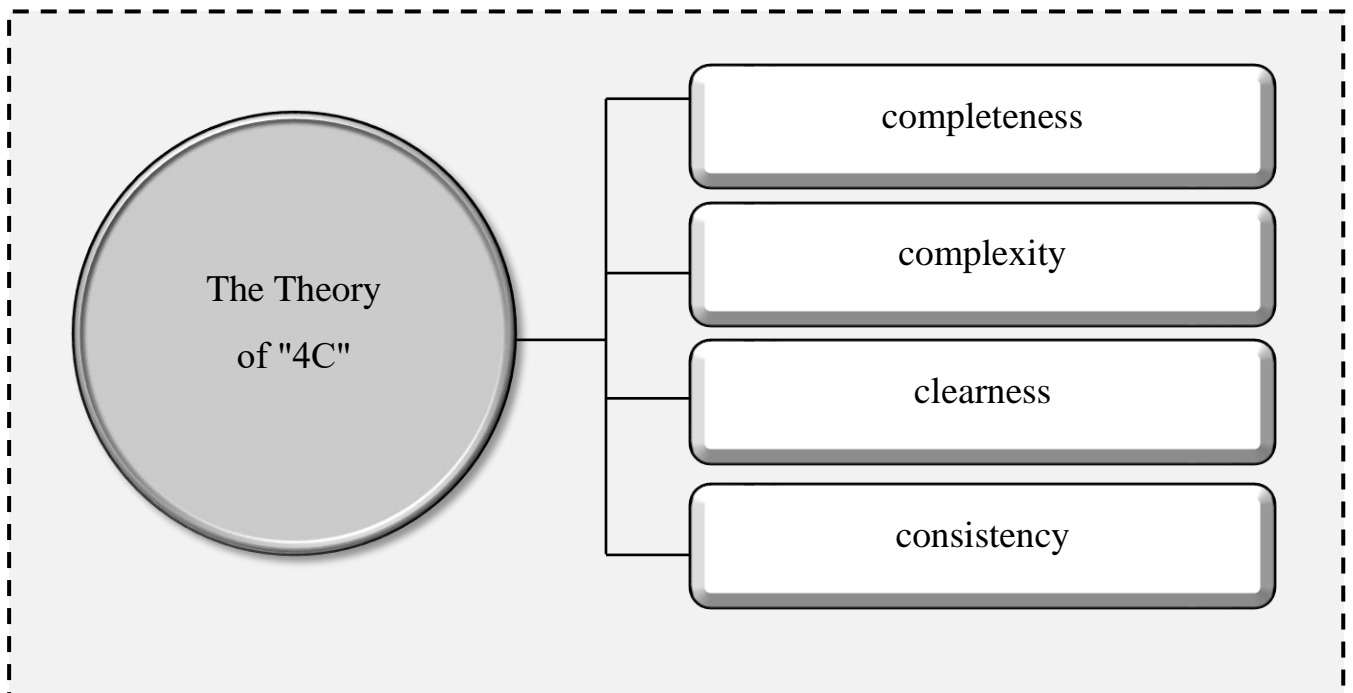 The Theory
of "4C"
completeness
complexity
clearness
consistency